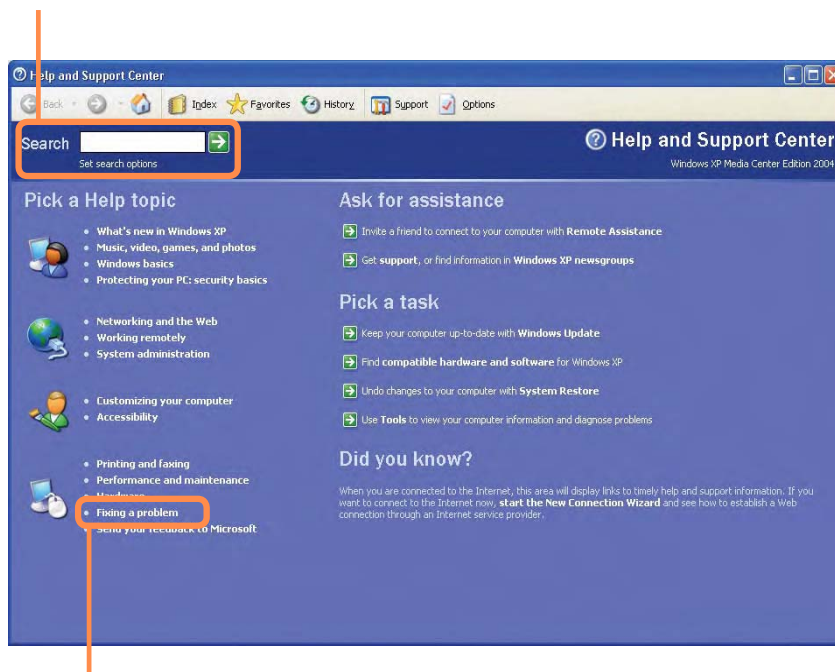 Help and Support Center
Back Index Favorites History Support Options
Search
Set search options
Help and Support Center
Windows XP Media Center Edition 2004
Pick a Help topic
What's new in Windows XP
Music, video, games, and photos
Windows basics
Protecting your PC: security basics
Networking and the Web
Working remotely
System administration
Customizing your computer
Accessibility
Printing and faxing
Performance and maintenance
Hardware
Fixing a problem
Send your feedback to Microsoft
Ask for assistance
Invite a friend to connect to your computer with Remote Assistance
Get support, or find information in Windows XP newsgroups
Pick a task
Keep your computer up-to-date with Windows Update
Find compatible hardware and software for Windows XP
Undo changes to your computer with System Restore
Use Tools to view your computer information and diagnose problems
Did you know?
When you are connected to the Internet, this area will display links to timely help and support information. If you
want to connect to the Internet now, start the New Connection Wizard and see how to establish a Web
connection through an Internet service provider.